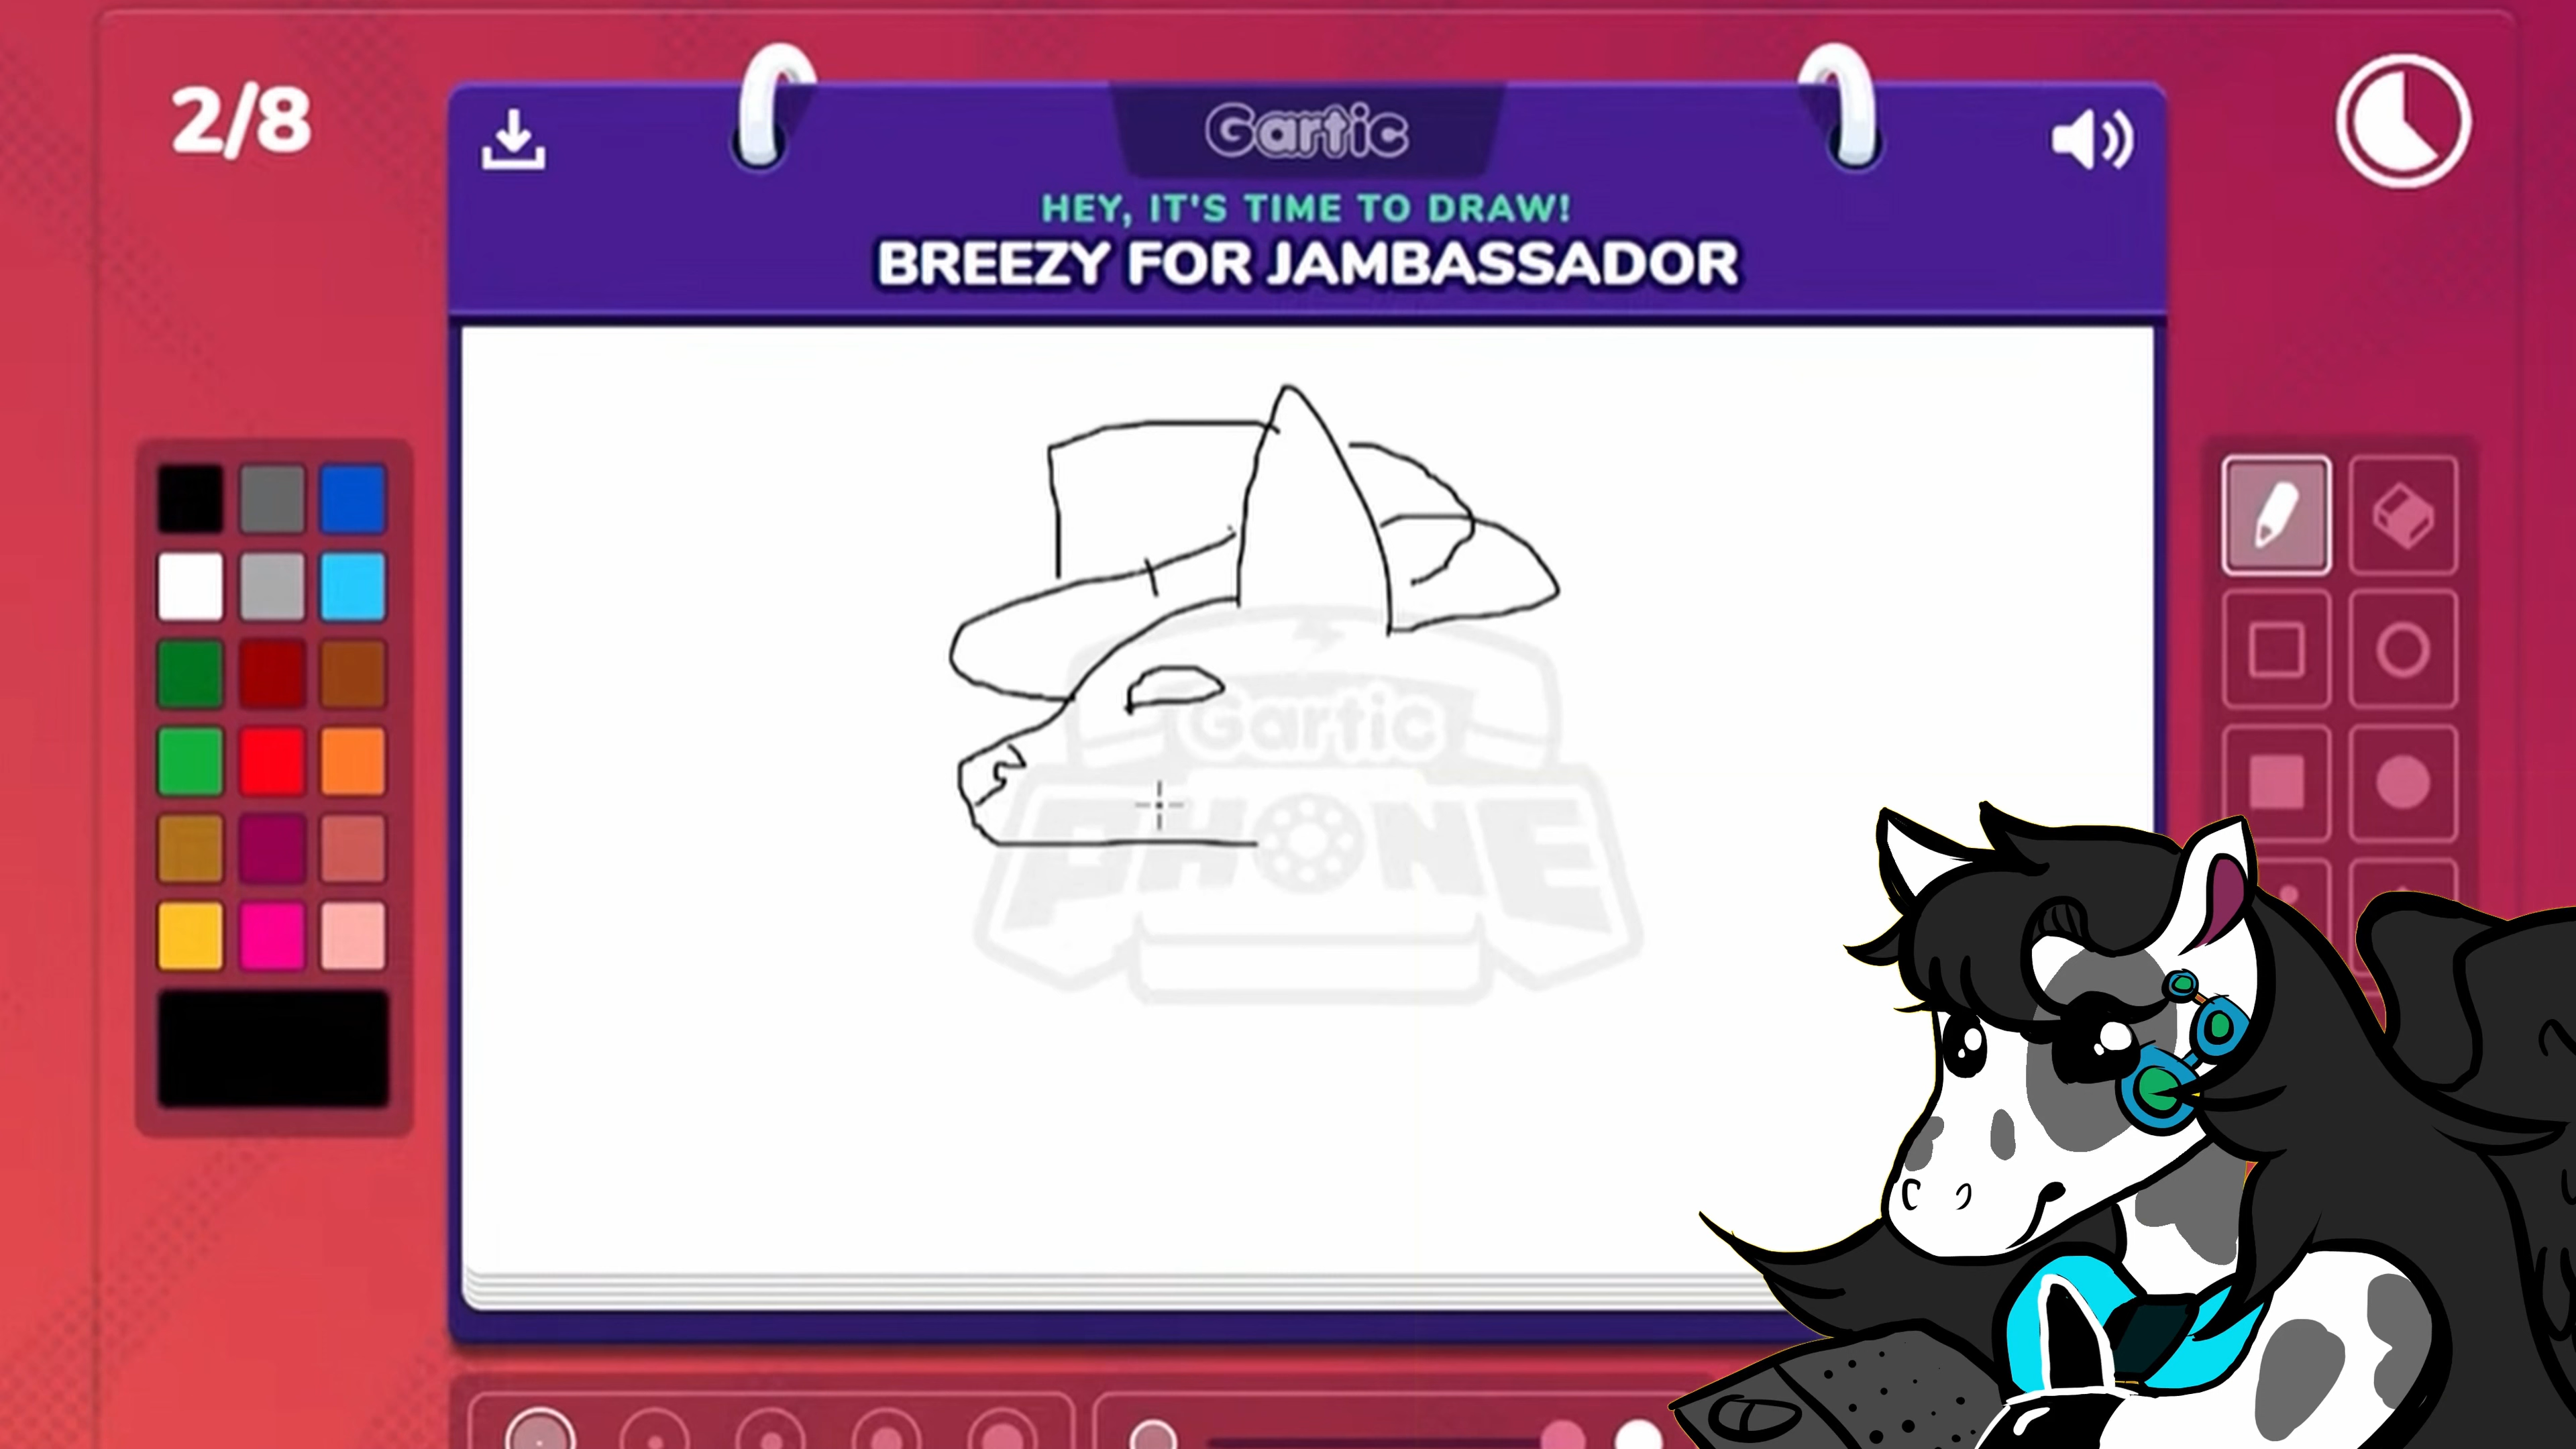 2/8
Gartic
HEY, IT'S TIME TO DRAW!
BREEZY FOR JAMBASSADOR
Gartic
PHONE